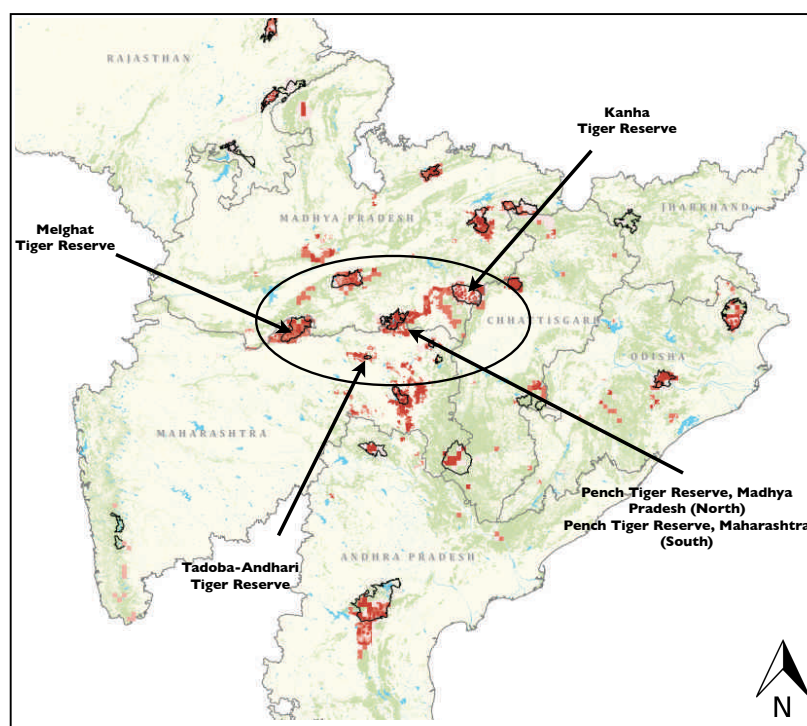 RAJASTHAN
Kanha
Tiger Reserve
JHARKHAND
MADHYA PRADESH
Melghat
Tiger Reserve
CHHATTISGARH
ODISHA
MAHARASHTRA
Pench Tiger Reserve, Madhya
Pradesh (North)
Pench Tiger Reserve, Maharashtra
(South)
ANDHRA PRADESH
Tadoba-Andhari
Tiger Reserve
N